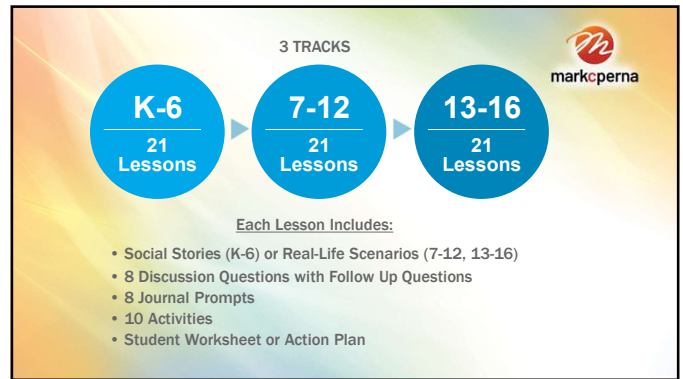 3 TRACKS
markcperna
K-6
21
Lessons
7-12
21
Lessons
13-16
21
Lessons
Each Lesson Includes:
• Social Stories (K-6) or Real-Life Scenarios (7-12, 13-16)
• 8 Discussion Questions with Follow Up Questions
• 8 Journal Prompts
• 10 Activities
• Student Worksheet or Action Plan